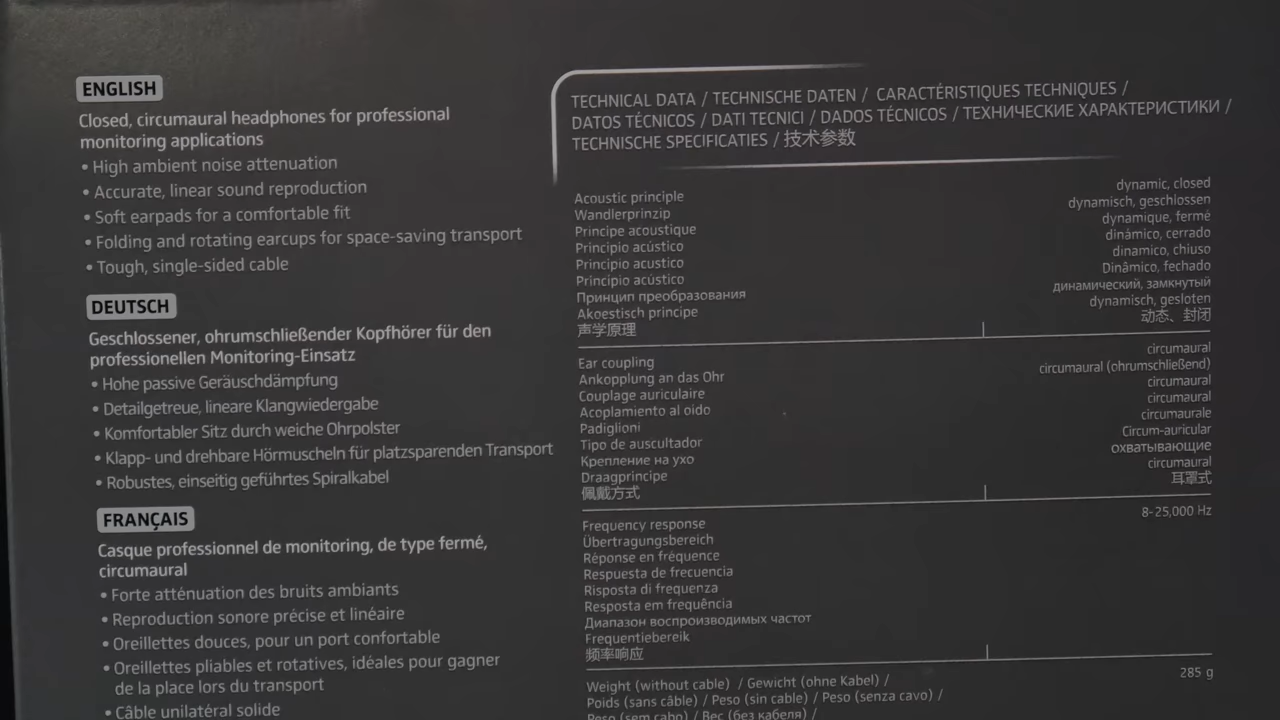 ENGLISH
Closed, circumaural headphones for professional
monitoring applications
• High ambient noise attenuation
• Accurate, linear sound reproduction
• Soft earpads for a comfortable fit
• Folding and rotating earcups for space-saving transport
• Tough, single-sided cable
DEUTSCH
Geschlossener, ohrumschließender Kopfhörer für den
professionellen Monitoring-Einsatz
• Hohe passive Geräuschdämpfung
• Detailgetreue, lineare Klangwiedergabe
• Komfortabler Sitz durch weiche Ohrpolster
• Klapp- und drehbare Hörmuscheln für platzsparenden Transport
• Robustes, einseitig geführtes Spiralkabel
FRANÇAIS
Casque professionnel de monitoring, de type fermé,
circumaural
• Forte atténuation des bruits ambiants
• Reproduction sonore précise et linéaire
• Oreillettes douces, pour un port confortable
• Oreillettes pliables et rotatives, idéales pour gagner
de la place lors du transport
• Câble unilatéral solide
TECHNICAL DATA / TECHNISCHE DATEN / CARACTÉRISTIQUES TECHNIQUES /
DATOS TÉCNICOS / DATI TECNICI / DADOS TÉCNICOS / ТЕХНИЧЕСКИЕ ХАРАКТЕРИСТИКИ /
TECHNISCHE SPECIFICATIES / 技术参数
Acoustic principle
Wandlerprinzip
Principe acoustique
Principio acústico
Principio acustico
Princípio acústico
Принцип преобразования
Akoestisch principe
声学原理
dynamic, closed
dynamisch, geschlossen
dynamique, fermé
dinámico, cerrado
dinamico, chiuso
Dinâmico, fechado
динамический, замкнутый
dynamisch, gesloten
动态、封闭
Ear coupling
Ankopplung an das Ohr
Couplage auriculaire
Acoplamiento al oido
Padiglioni
Tipo de auscultador
Крепление на ухо
Draagprincipe
佩戴方式
circumaural
circumaural (ohrumschließend)
circumaural
circumaural
circumaurale
Circum-auricular
охватывающие
circumaural
耳罩式
Frequency response
Übertragungsbereich
Réponse en fréquence
Respuesta de frecuencia
Risposta di frequenza
Resposta em frequência
Диапазон воспроизводимых частот
Frequentiebereik
频率响应
8-25,000 Hz
Weight (without cable) / Gewicht (ohne Kabel) /
Poids (sans câble) / Peso (sin cable) / Peso (senza cavo) /
Peso (sem cabo) / Вес (без кабеля) /
285 g